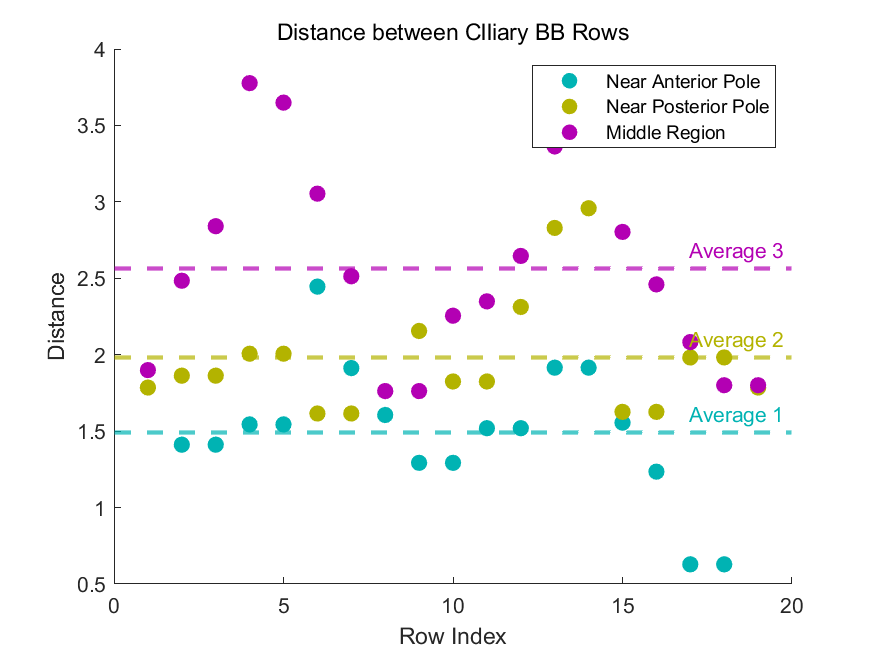 Distance between CIliary BB Rows
4
3.5
3
2.5
2
1.5
1
0.5
0
5
10
15
20
Distance
Row Index
Near Anterior Pole
Near Posterior Pole
Middle Region
Average 3
Average 2
Average 1